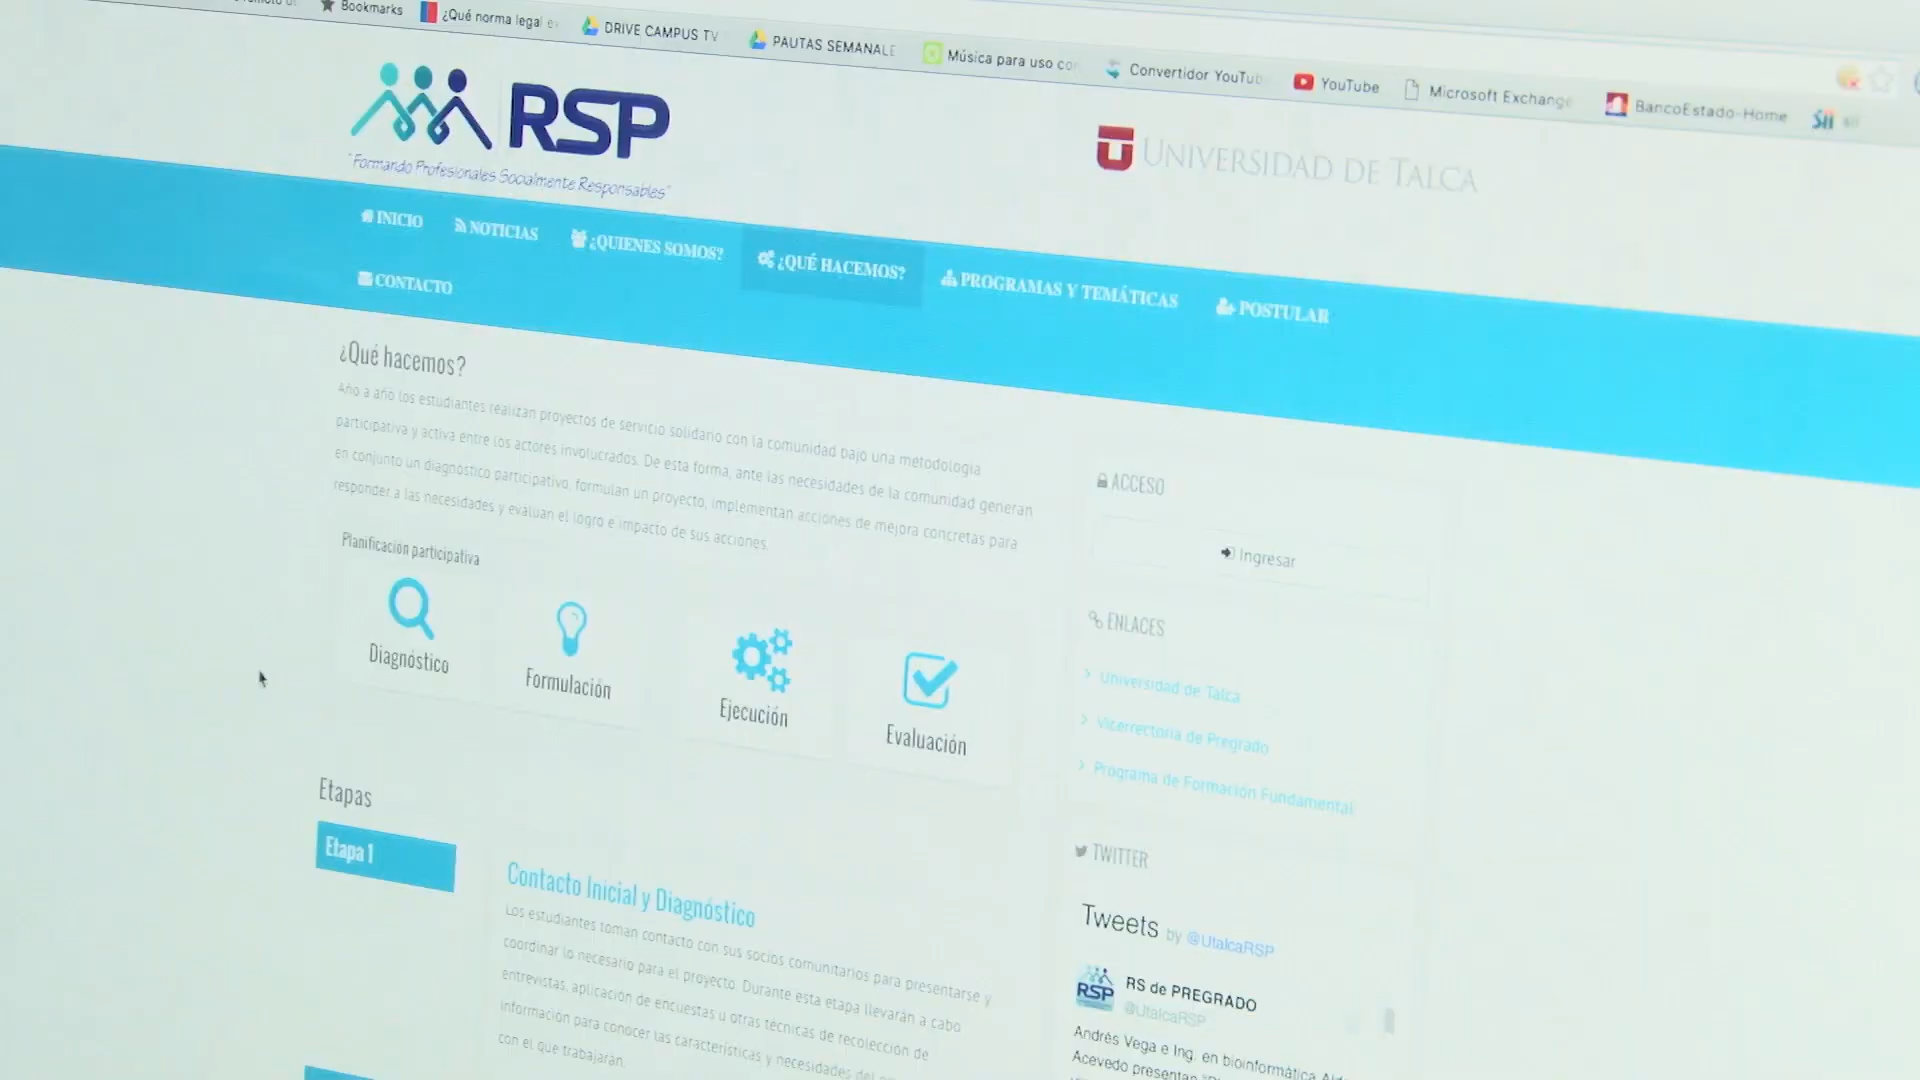 Bookmarks
¿Qué norma legal
DRIVE CAMPUS TV
PAUTAS SEMANALE
Música para uso
Convertidor YouTub
YouTube
Microsoft Exchange
BancoEstado-Home
Sii
RSP
"Formando Profesionales Socialmente Responsables"
UNIVERSIDAD DE TALCA
INICIO
NOTICIAS
¿QUIENES SOMOS?
¿QUÉ HACEMOS?
PROGRAMAS Y TEMÁTICAS
POSTULAR
CONTACTO
¿Qué hacemos?
Año a año los estudiantes realizan proyectos de servicio solidario con la comunidad bajo una metodología
participativa y activa entre los actores involucrados. De esta forma, ante las necesidades de la comunidad generan
en conjunto un diagnóstico participativo, formulan un proyecto, implementan acciones de mejora concretas para
responder a las necesidades y evaluan el logro e impacto de sus acciones.
Planificación participativa
Diagnóstico
Formulación
Ejecución
Evaluación
Etapas
Etapa 1
Contacto Inicial y Diagnóstico
Los estudiantes toman contacto con sus socios comunitarios para presentarse y
coordinar lo necesario para el proyecto. Durante esta etapa llevarán a cabo
entrevistas, aplicación de encuestas u otras técnicas de recolección de
información para conocer las características y necesidades del
con el que trabajarán.
ACCESO
Ingresar
ENLACES
Universidad de Talca
Vicerrectoría de Pregrado
Programa de Formación Fundamental
TWITTER
Tweets by @UtalcaRSP
RSP
RS de PREGRADO
@UtalcaRSP
Andrés Vega e Ing. en bioinformática
Acevedo presentan